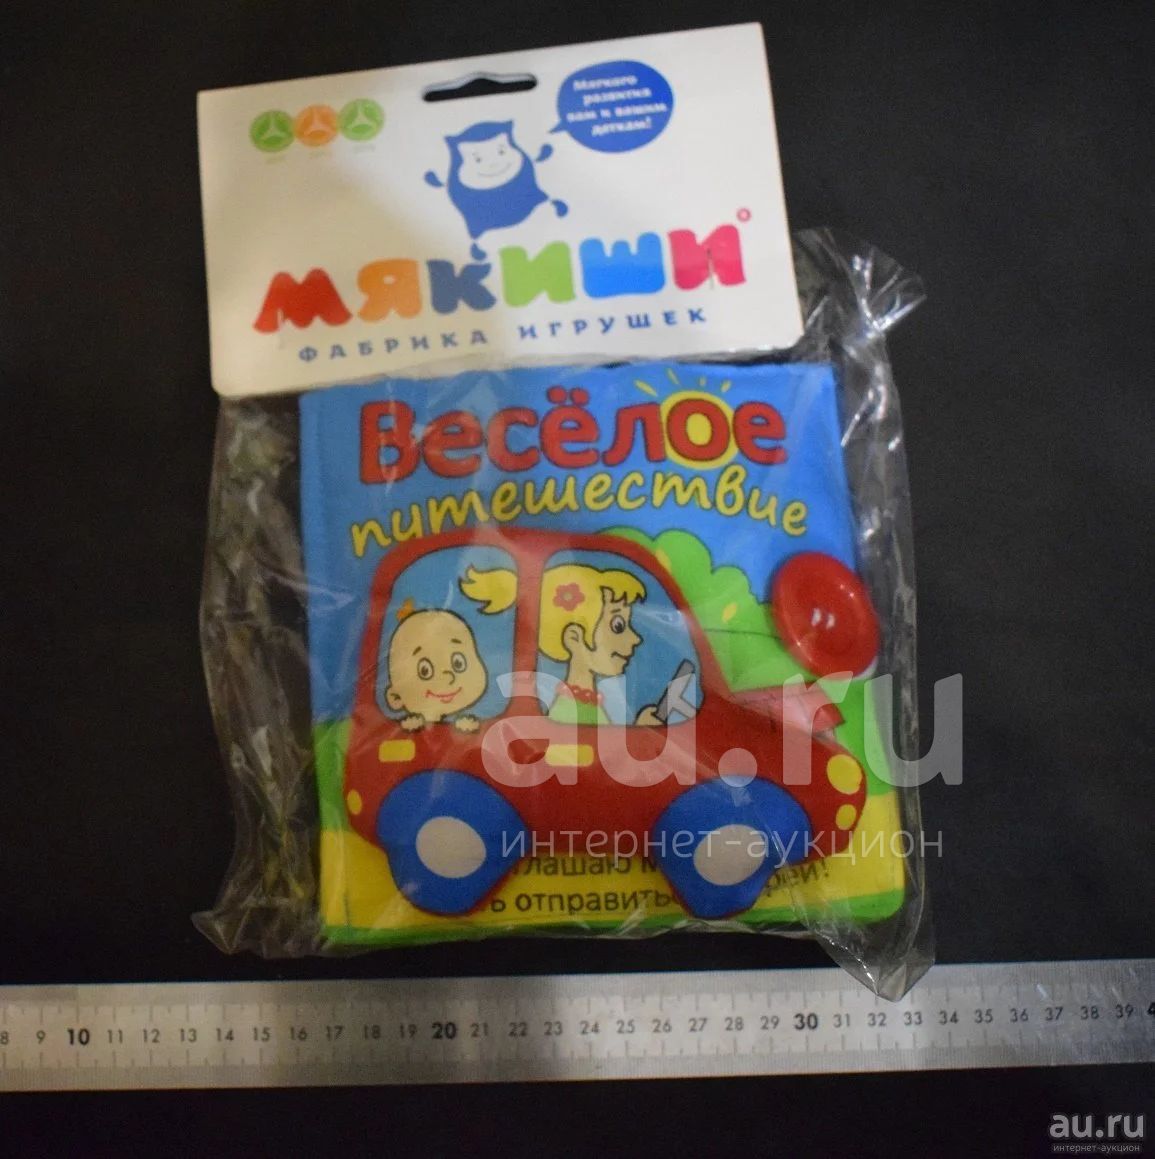 Мягкого
развития
вам и вашим
деткам!
МЯКИШИ®
ФАБРИКА ИГРУШЕК
Весёлое
путешествие
au.ru
интернет-аукцион
отправить
8 9 10 11 12 13 14 15 16 17 18 19 20 21 22 23 24 25 26 27 28 29 30 31 32 33 34 35 36 37 38 39
au.ru
интернет-аукцион